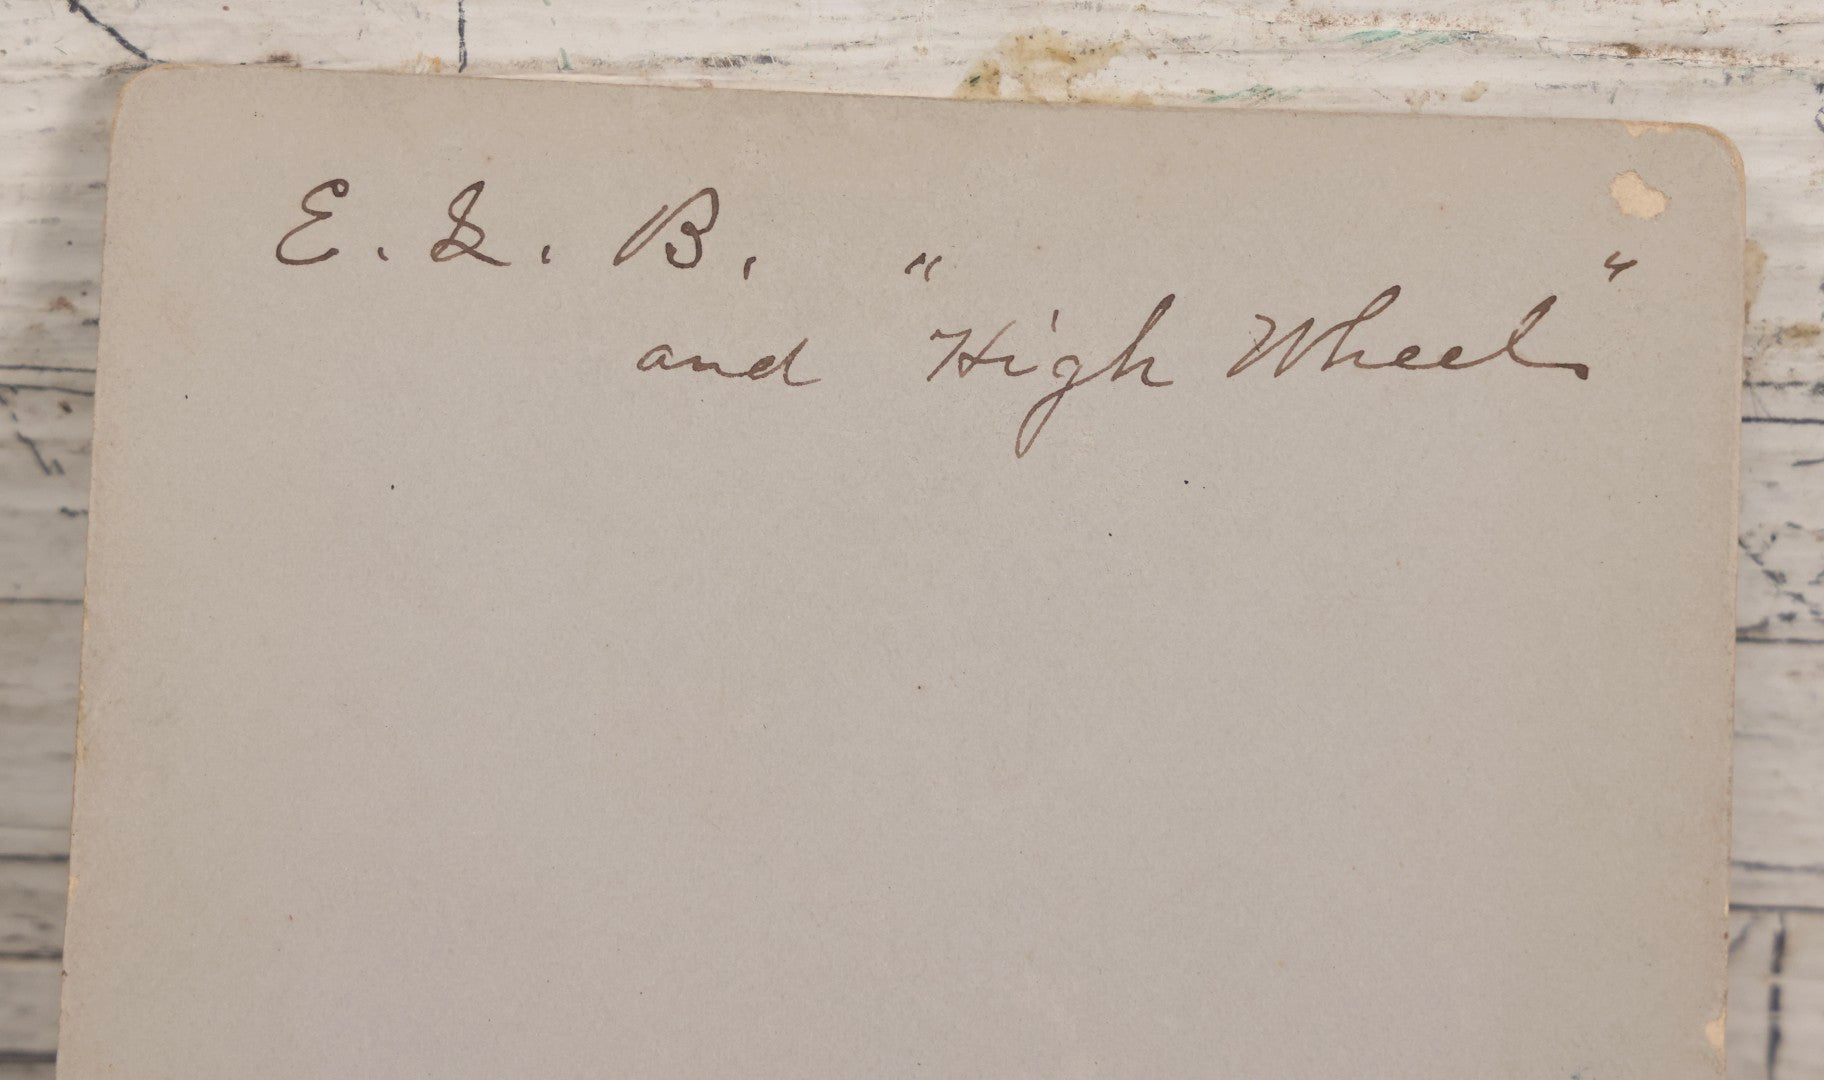 E. L. B.
and "High Wheel"